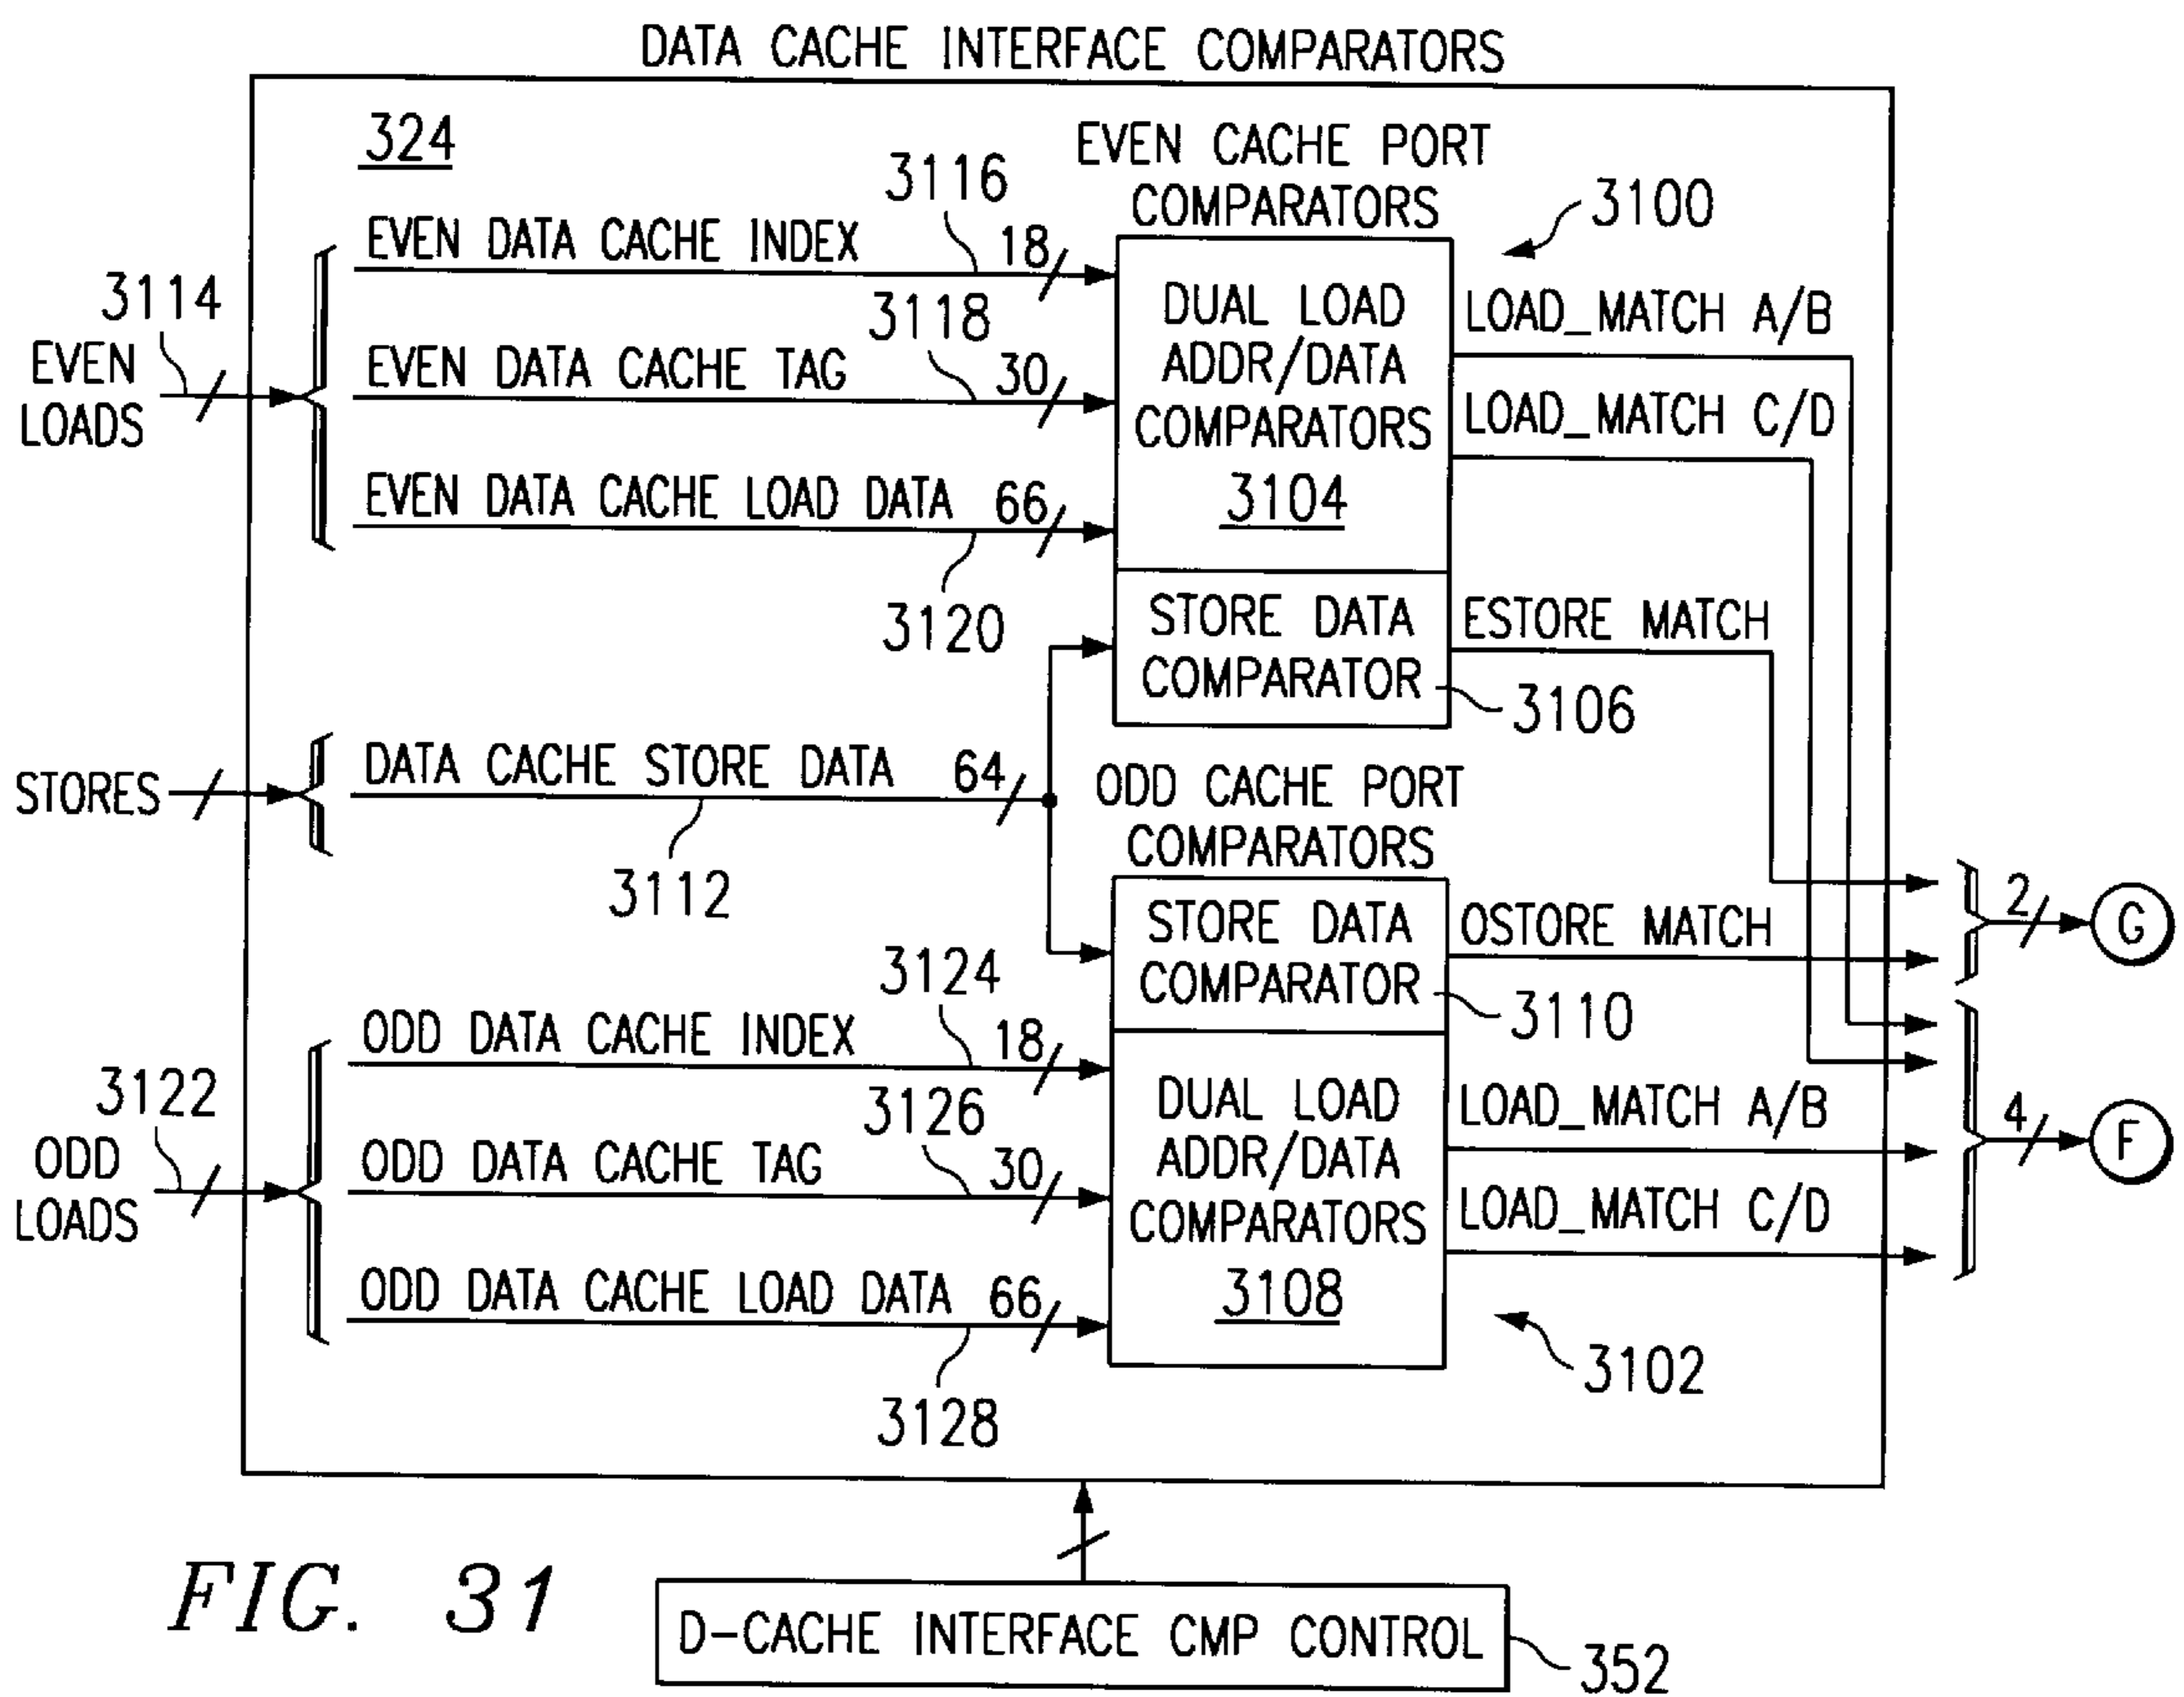 DATA CACHE INTERFACE COMPARATORS
324
EVEN CACHE PORT
COMPARATORS
3100
3116
EVEN DATA CACHE INDEX 18
3114
EVEN
LOADS
3118
EVEN DATA CACHE TAG 30
EVEN DATA CACHE LOAD DATA 66
3120
DUAL LOAD
ADDR/DATA
COMPARATORS
3104
LOAD_MATCH A/B
LOAD_MATCH C/D
STORE DATA
COMPARATOR
ESTORE MATCH
3106
STORES
DATA CACHE STORE DATA 64
3112
ODD CACHE PORT
COMPARATORS
STORE DATA
COMPARATOR
OSTORE MATCH
3110
2
G
3124
ODD DATA CACHE INDEX 18
3122
ODD
LOADS
3126
ODD DATA CACHE TAG 30
ODD DATA CACHE LOAD DATA 66
3128
DUAL LOAD
ADDR/DATA
COMPARATORS
3108
LOAD_MATCH A/B
LOAD_MATCH C/D
4
F
3102
FIG. 31
D-CACHE INTERFACE CMP CONTROL
352